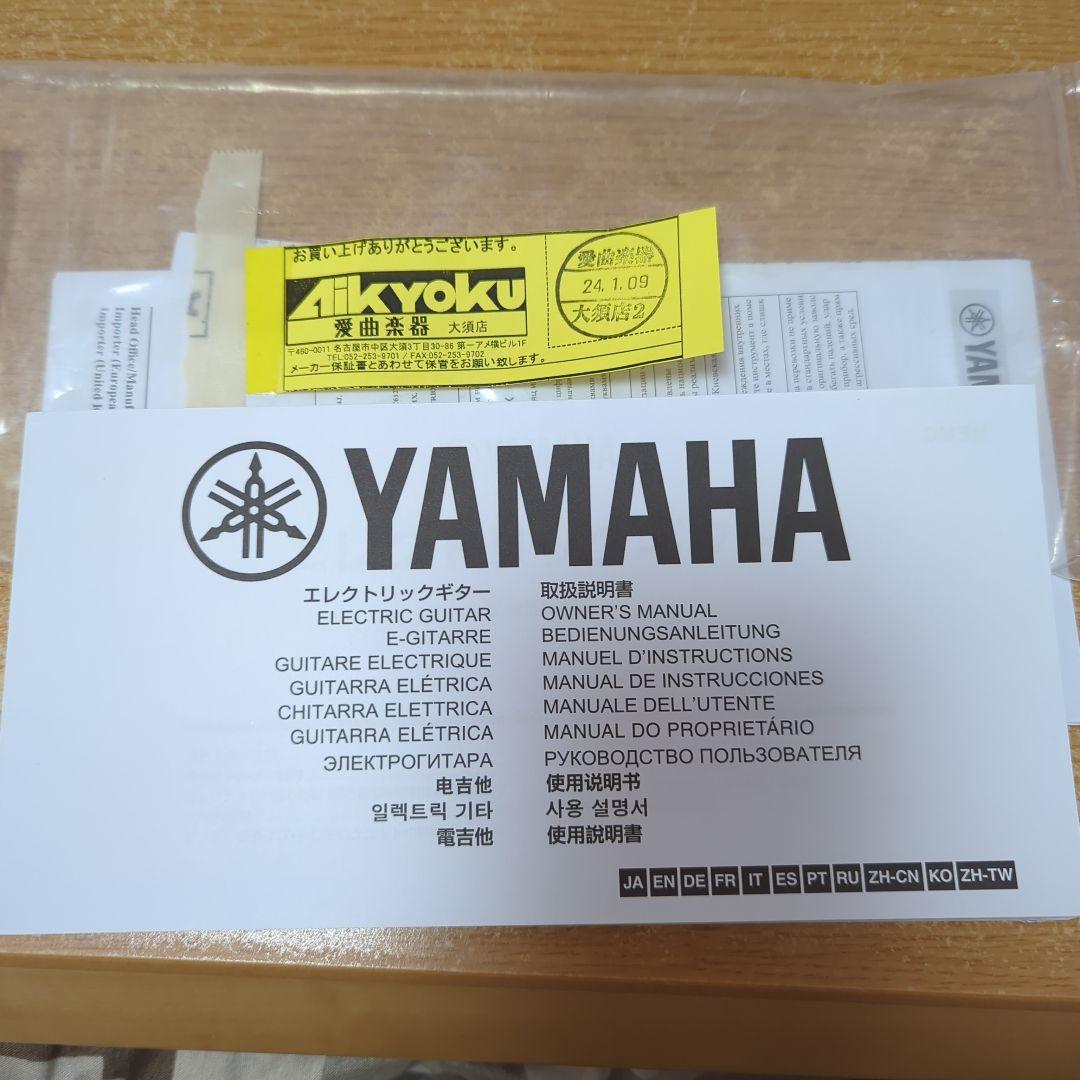 お買い上げありがとうございます。
AiKYOKU
愛曲楽器 大須店
〒460-0011 名古屋市中区大須3丁目30-86 第一アメ横ビル1F
TEL:052-253-9701 / FAX:052-253-9702
メーカー保証書とあわせて保管をお願い致します。
愛曲楽器
24.1.09
大須店2
Head Office/Manuf
Importer (European
Importer (United K
YAM
YAMAHA
エレクトリックギター 取扱説明書
ELECTRIC GUITAR OWNER'S MANUAL
E-GITARRE BEDIENUNGSANLEITUNG
GUITARE ELECTRIQUE MANUEL D'INSTRUCTIONS
GUITARRA ELÉTRICA MANUAL DE INSTRUCCIONES
CHITARRA ELETTRICA MANUALE DELL'UTENTE
GUITARRA ELÉTRICA MANUAL DO PROPRIETÁRIO
ЭЛЕКТРОГИТАРА РУКОВОДСТВО ПОЛЬЗОВАТЕЛЯ
电吉他 使用说明书
일렉트릭 기타 사용 설명서
電吉他 使用說明書
JA EN DE FR IT ES PT RU ZH-CN KO ZH-TW